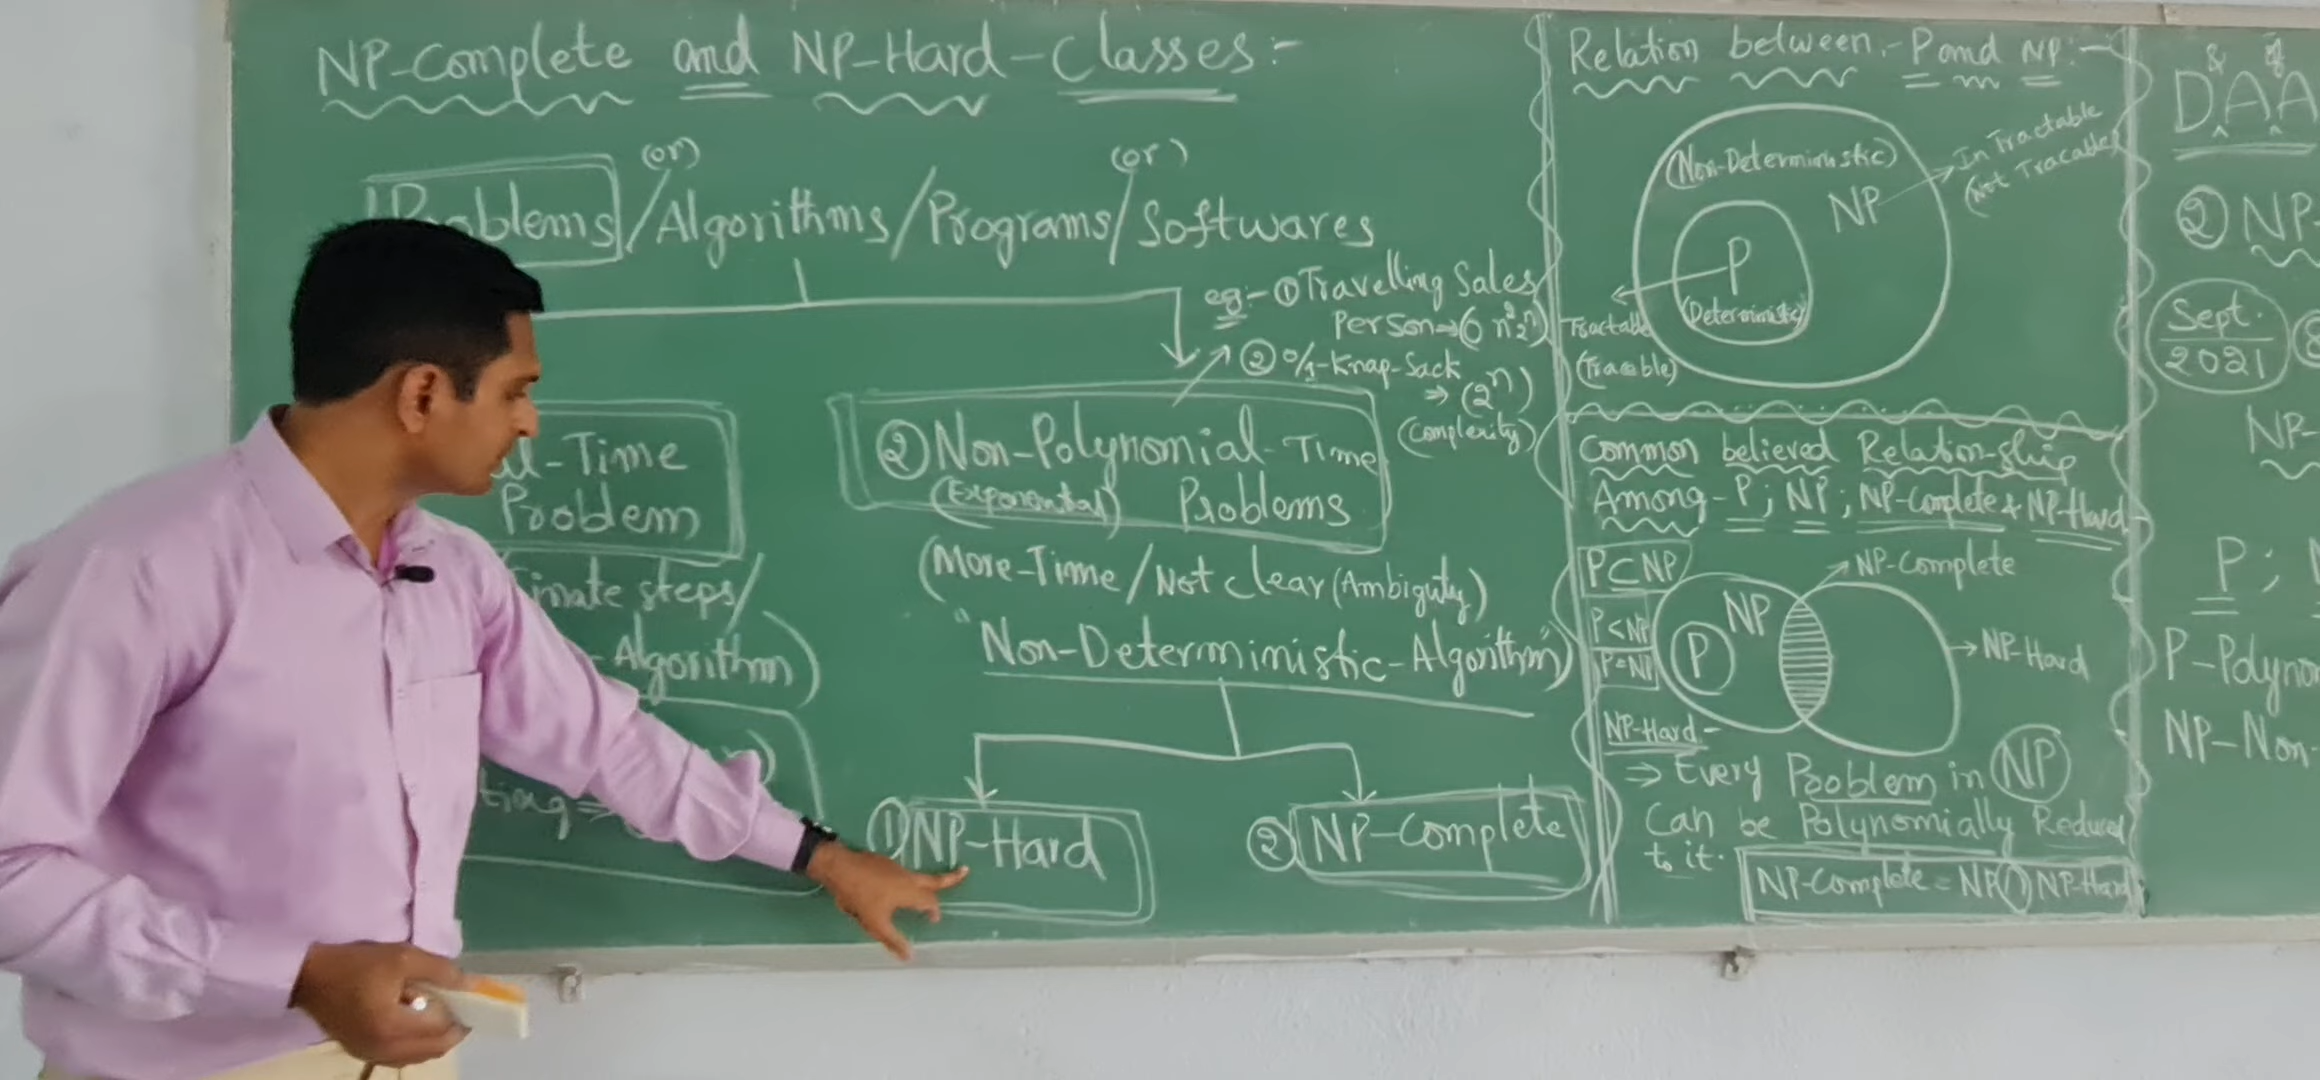 NP-Complete and NP-Hard-Classes:-
(or) (or)
Problems/Algorithms/Programs/Softwares
eg:- ① Travelling Sales
Person⇒(O n²2ⁿ)
② 0/1-Knap-Sack
⇒ (2ⁿ)
(Complexity)
-Time
Problem
steps/
-Algorithm)
② Non-Polynomial-Time
(Exponential) Problems
(More-Time/Not clear (Ambiguity)
"Non-Deterministic-Algorithm"
① NP-Hard
② NP-Complete
Relation between:- P and NP:-
(Non-Deterministic)
NP
InTractable
(Not Tracable)
P
(Deterministic)
Tractable
(Tracable)
Common believed Relation-ship
Among- P; NP; NP-Complete & NP-Hard-
P⊂NP
P<NP
P=NP
NP
P
NP-Complete
NP-Hard
NP-Hard-
⇒ Every Problem in NP
Can be Polynomially Reduced
to it.
NP-Complete = NP∩NP-Hard
DAA
② NP-
Sept.
2021
NP-
P;
P-Polyno
NP-Non-